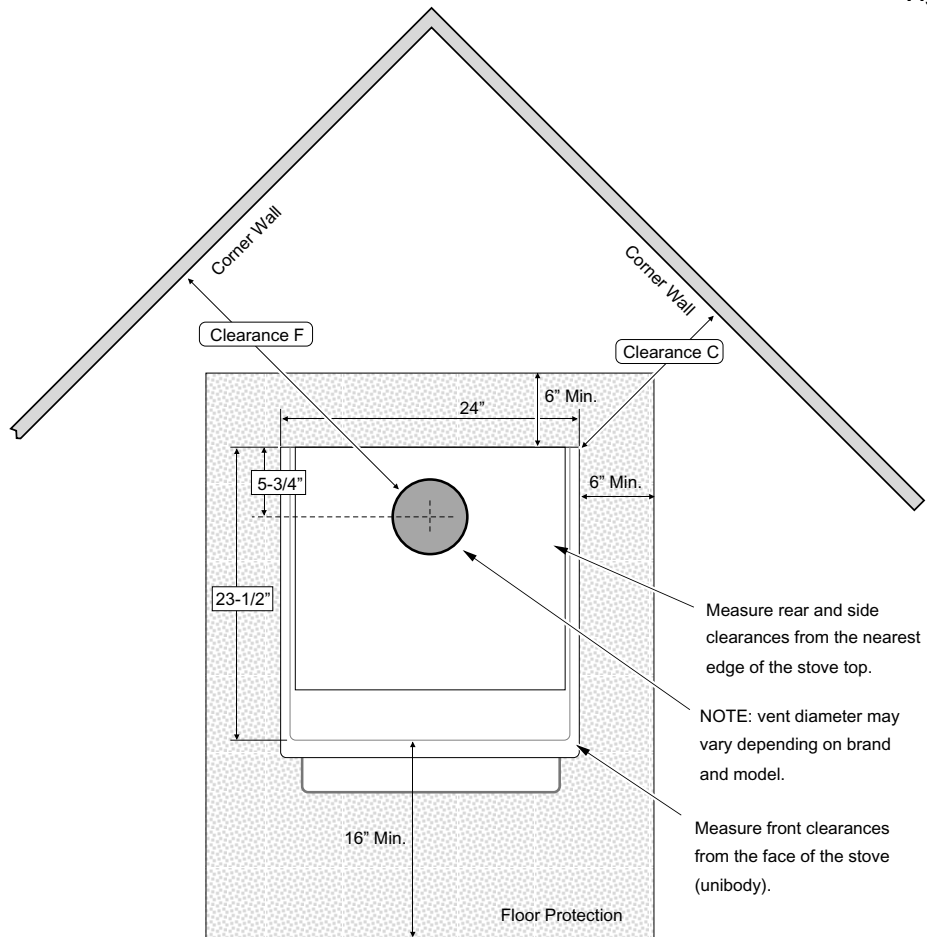 Corner Wall
Corner Wall
Clearance F
Clearance C
6” Min.
24”
5-3/4”
6” Min.
23-1/2”
Measure rear and side
clearances from the nearest
edge of the stove top.
NOTE: vent diameter may
vary depending on brand
and model.
Measure front clearances
from the face of the stove
(unibody).
16” Min.
Floor Protection